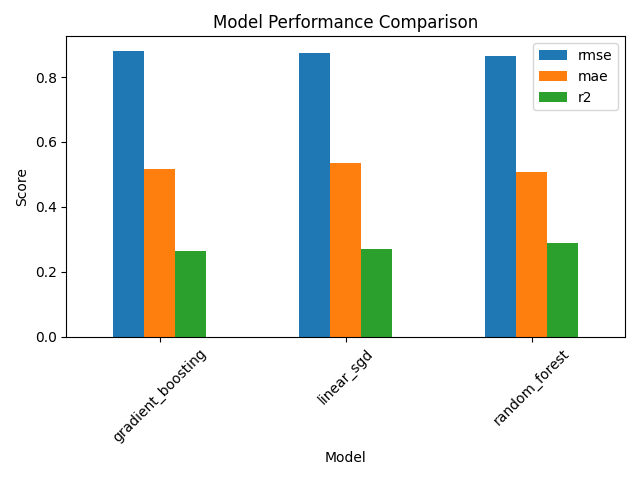 Model Performance Comparison
rmse
mae
r2
Score
0.8
0.6
0.4
0.2
0.0
gradient_boosting
linear_sgd
random_forest
Model